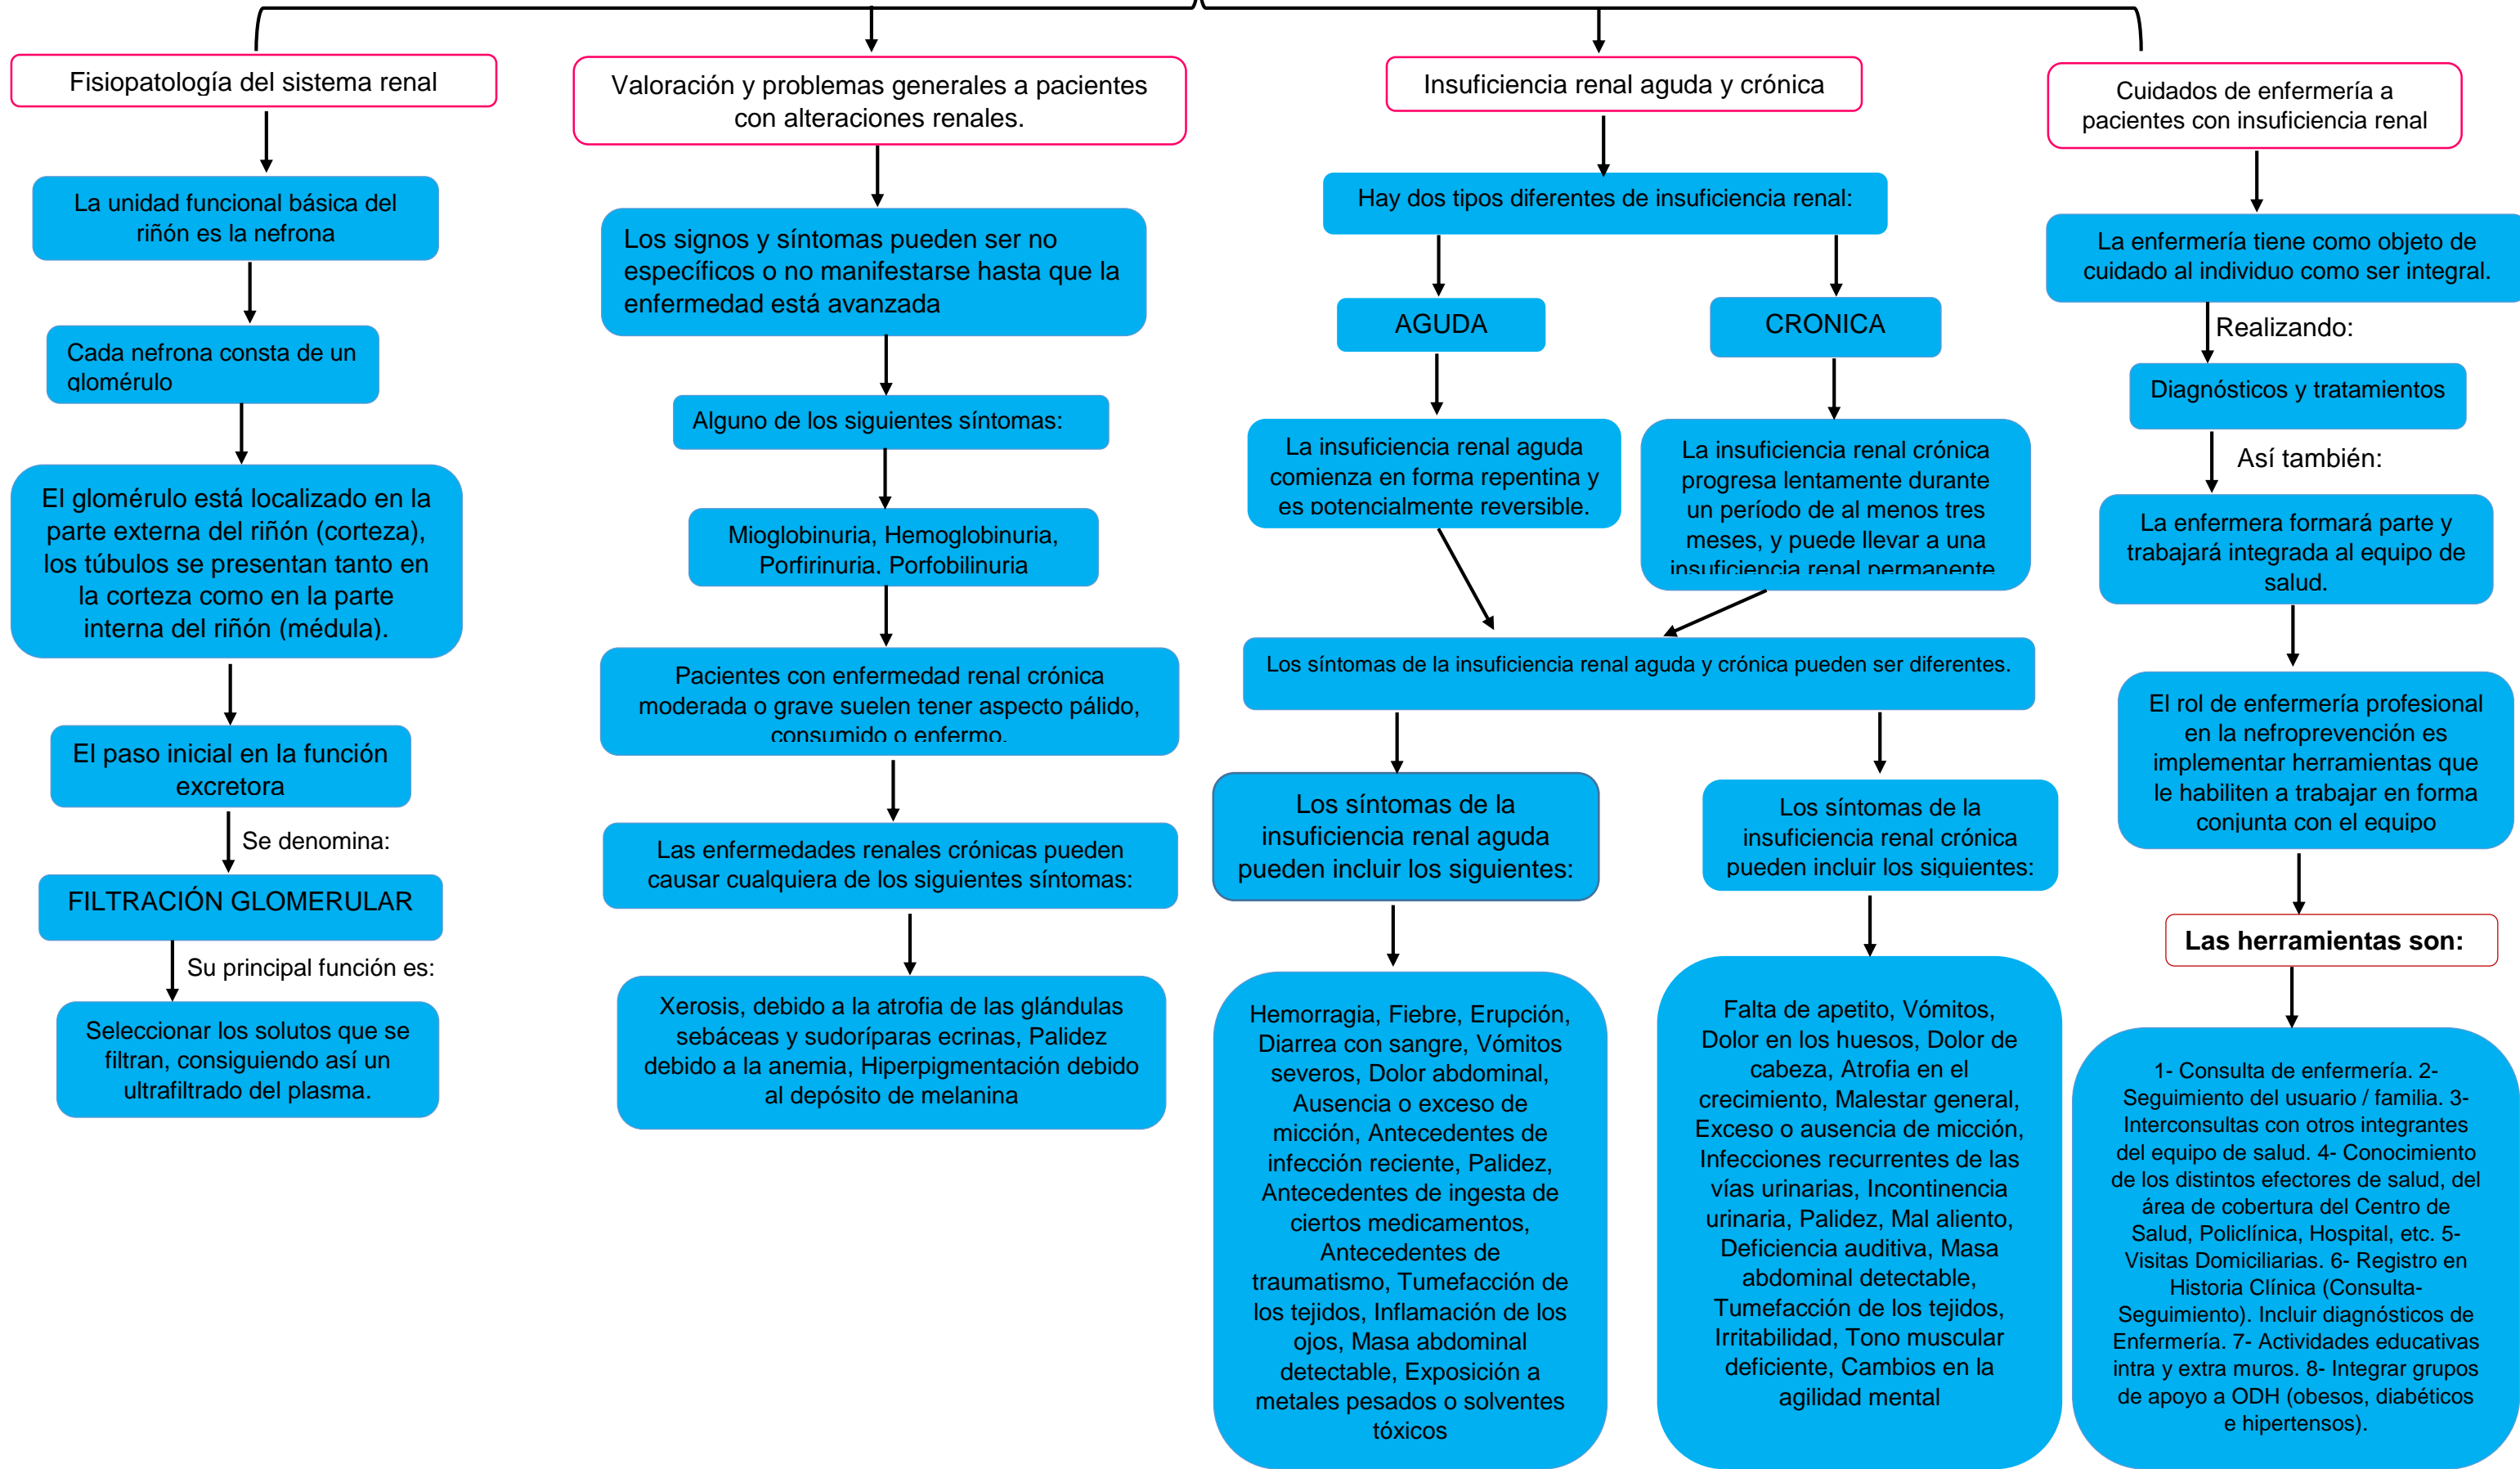 Fisiopatología del sistema renal
La unidad funcional básica del
riñón es la nefrona
Cada nefrona consta de un
glomérulo
El glomérulo está localizado en la
parte externa del riñón (corteza),
los túbulos se presentan tanto en
la corteza como en la parte
interna del riñón (médula).
El paso inicial en la función
excretora
Se denomina:
FILTRACIÓN GLOMERULAR
Su principal función es:
Seleccionar los solutos que se
filtran, consiguiendo así un
ultrafiltrado del plasma.
Valoración y problemas generales a pacientes
con alteraciones renales.
Los signos y síntomas pueden ser no
específicos o no manifestarse hasta que la
enfermedad está avanzada
Alguno de los siguientes síntomas:
Mioglobinuria, Hemoglobinuria,
Porfirinuria, Porfobilinuria
Pacientes con enfermedad renal crónica
moderada o grave suelen tener aspecto pálido,
consumido o enfermo.
Las enfermedades renales crónicas pueden
causar cualquiera de los siguientes síntomas:
Xerosis, debido a la atrofia de las glándulas
sebáceas y sudoríparas ecrinas, Palidez
debido a la anemia, Hiperpigmentación debido
al depósito de melanina
Insuficiencia renal aguda y crónica
Hay dos tipos diferentes de insuficiencia renal:
AGUDA
La insuficiencia renal aguda
comienza en forma repentina y
es potencialmente reversible.
CRONICA
La insuficiencia renal crónica
progresa lentamente durante
un período de al menos tres
meses, y puede llevar a una
insuficiencia renal permanente
Los síntomas de la insuficiencia renal aguda y crónica pueden ser diferentes.
Los síntomas de la
insuficiencia renal aguda
pueden incluir los siguientes:
Hemorragia, Fiebre, Erupción,
Diarrea con sangre, Vómitos
severos, Dolor abdominal,
Ausencia o exceso de
micción, Antecedentes de
infección reciente, Palidez,
Antecedentes de ingesta de
ciertos medicamentos,
Antecedentes de
traumatismo, Tumefacción de
los tejidos, Inflamación de los
ojos, Masa abdominal
detectable, Exposición a
metales pesados o solventes
tóxicos
Los síntomas de la
insuficiencia renal crónica
pueden incluir los siguientes:
Falta de apetito, Vómitos,
Dolor en los huesos, Dolor de
cabeza, Atrofia en el
crecimiento, Malestar general,
Exceso o ausencia de micción,
Infecciones recurrentes de las
vías urinarias, Incontinencia
urinaria, Palidez, Mal aliento,
Deficiencia auditiva, Masa
abdominal detectable,
Tumefacción de los tejidos,
Irritabilidad, Tono muscular
deficiente, Cambios en la
agilidad mental
Cuidados de enfermería a
pacientes con insuficiencia renal
La enfermería tiene como objeto de
cuidado al individuo como ser integral.
Realizando:
Diagnósticos y tratamientos
Así también:
La enfermera formará parte y
trabajará integrada al equipo de
salud.
El rol de enfermería profesional
en la nefroprevención es
implementar herramientas que
le habiliten a trabajar en forma
conjunta con el equipo
Las herramientas son:
1- Consulta de enfermería. 2-
Seguimiento del usuario / familia. 3-
Interconsultas con otros integrantes
del equipo de salud. 4- Conocimiento
de los distintos efectores de salud, del
área de cobertura del Centro de
Salud, Policlínica, Hospital, etc. 5-
Visitas Domiciliarias. 6- Registro en
Historia Clínica (Consulta-
Seguimiento). Incluir diagnósticos de
Enfermería. 7- Actividades educativas
intra y extra muros. 8- Integrar grupos
de apoyo a ODH (obesos, diabéticos
e hipertensos).